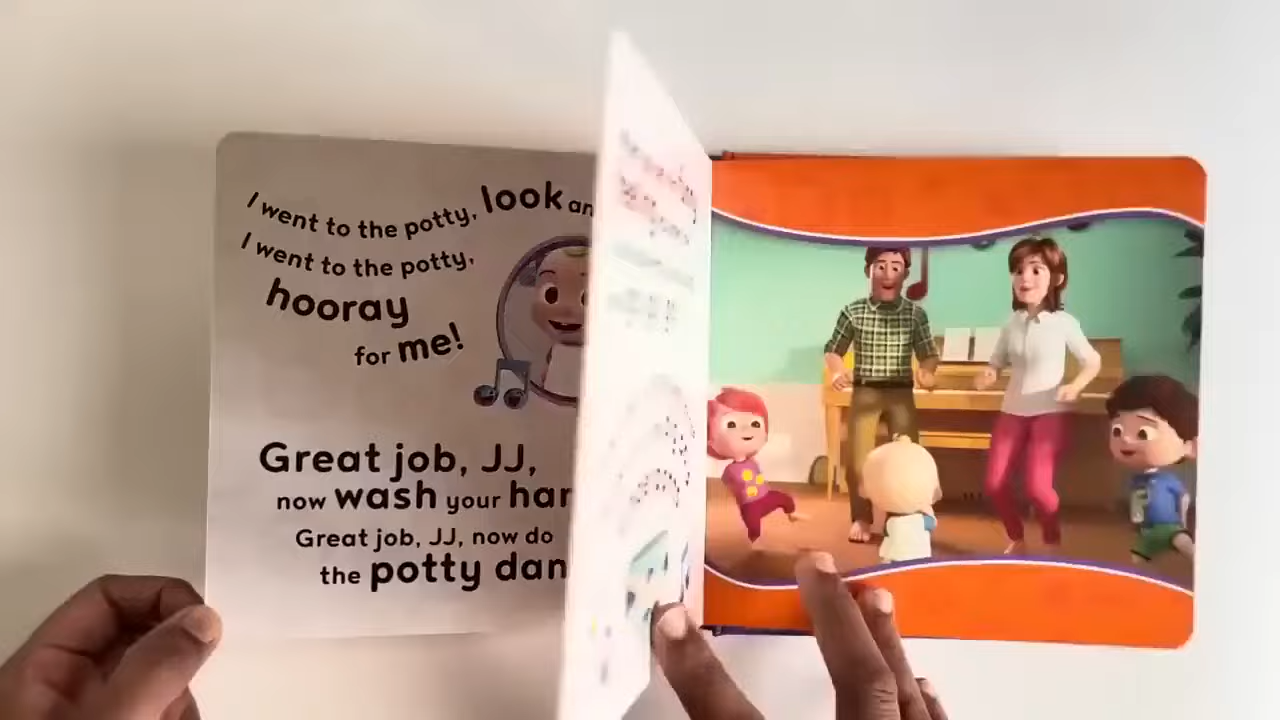 I went to the potty, look an
I went to the potty,
hooray
for me!
Great job, JJ,
now wash your har
Great job, JJ, now do
the potty dan